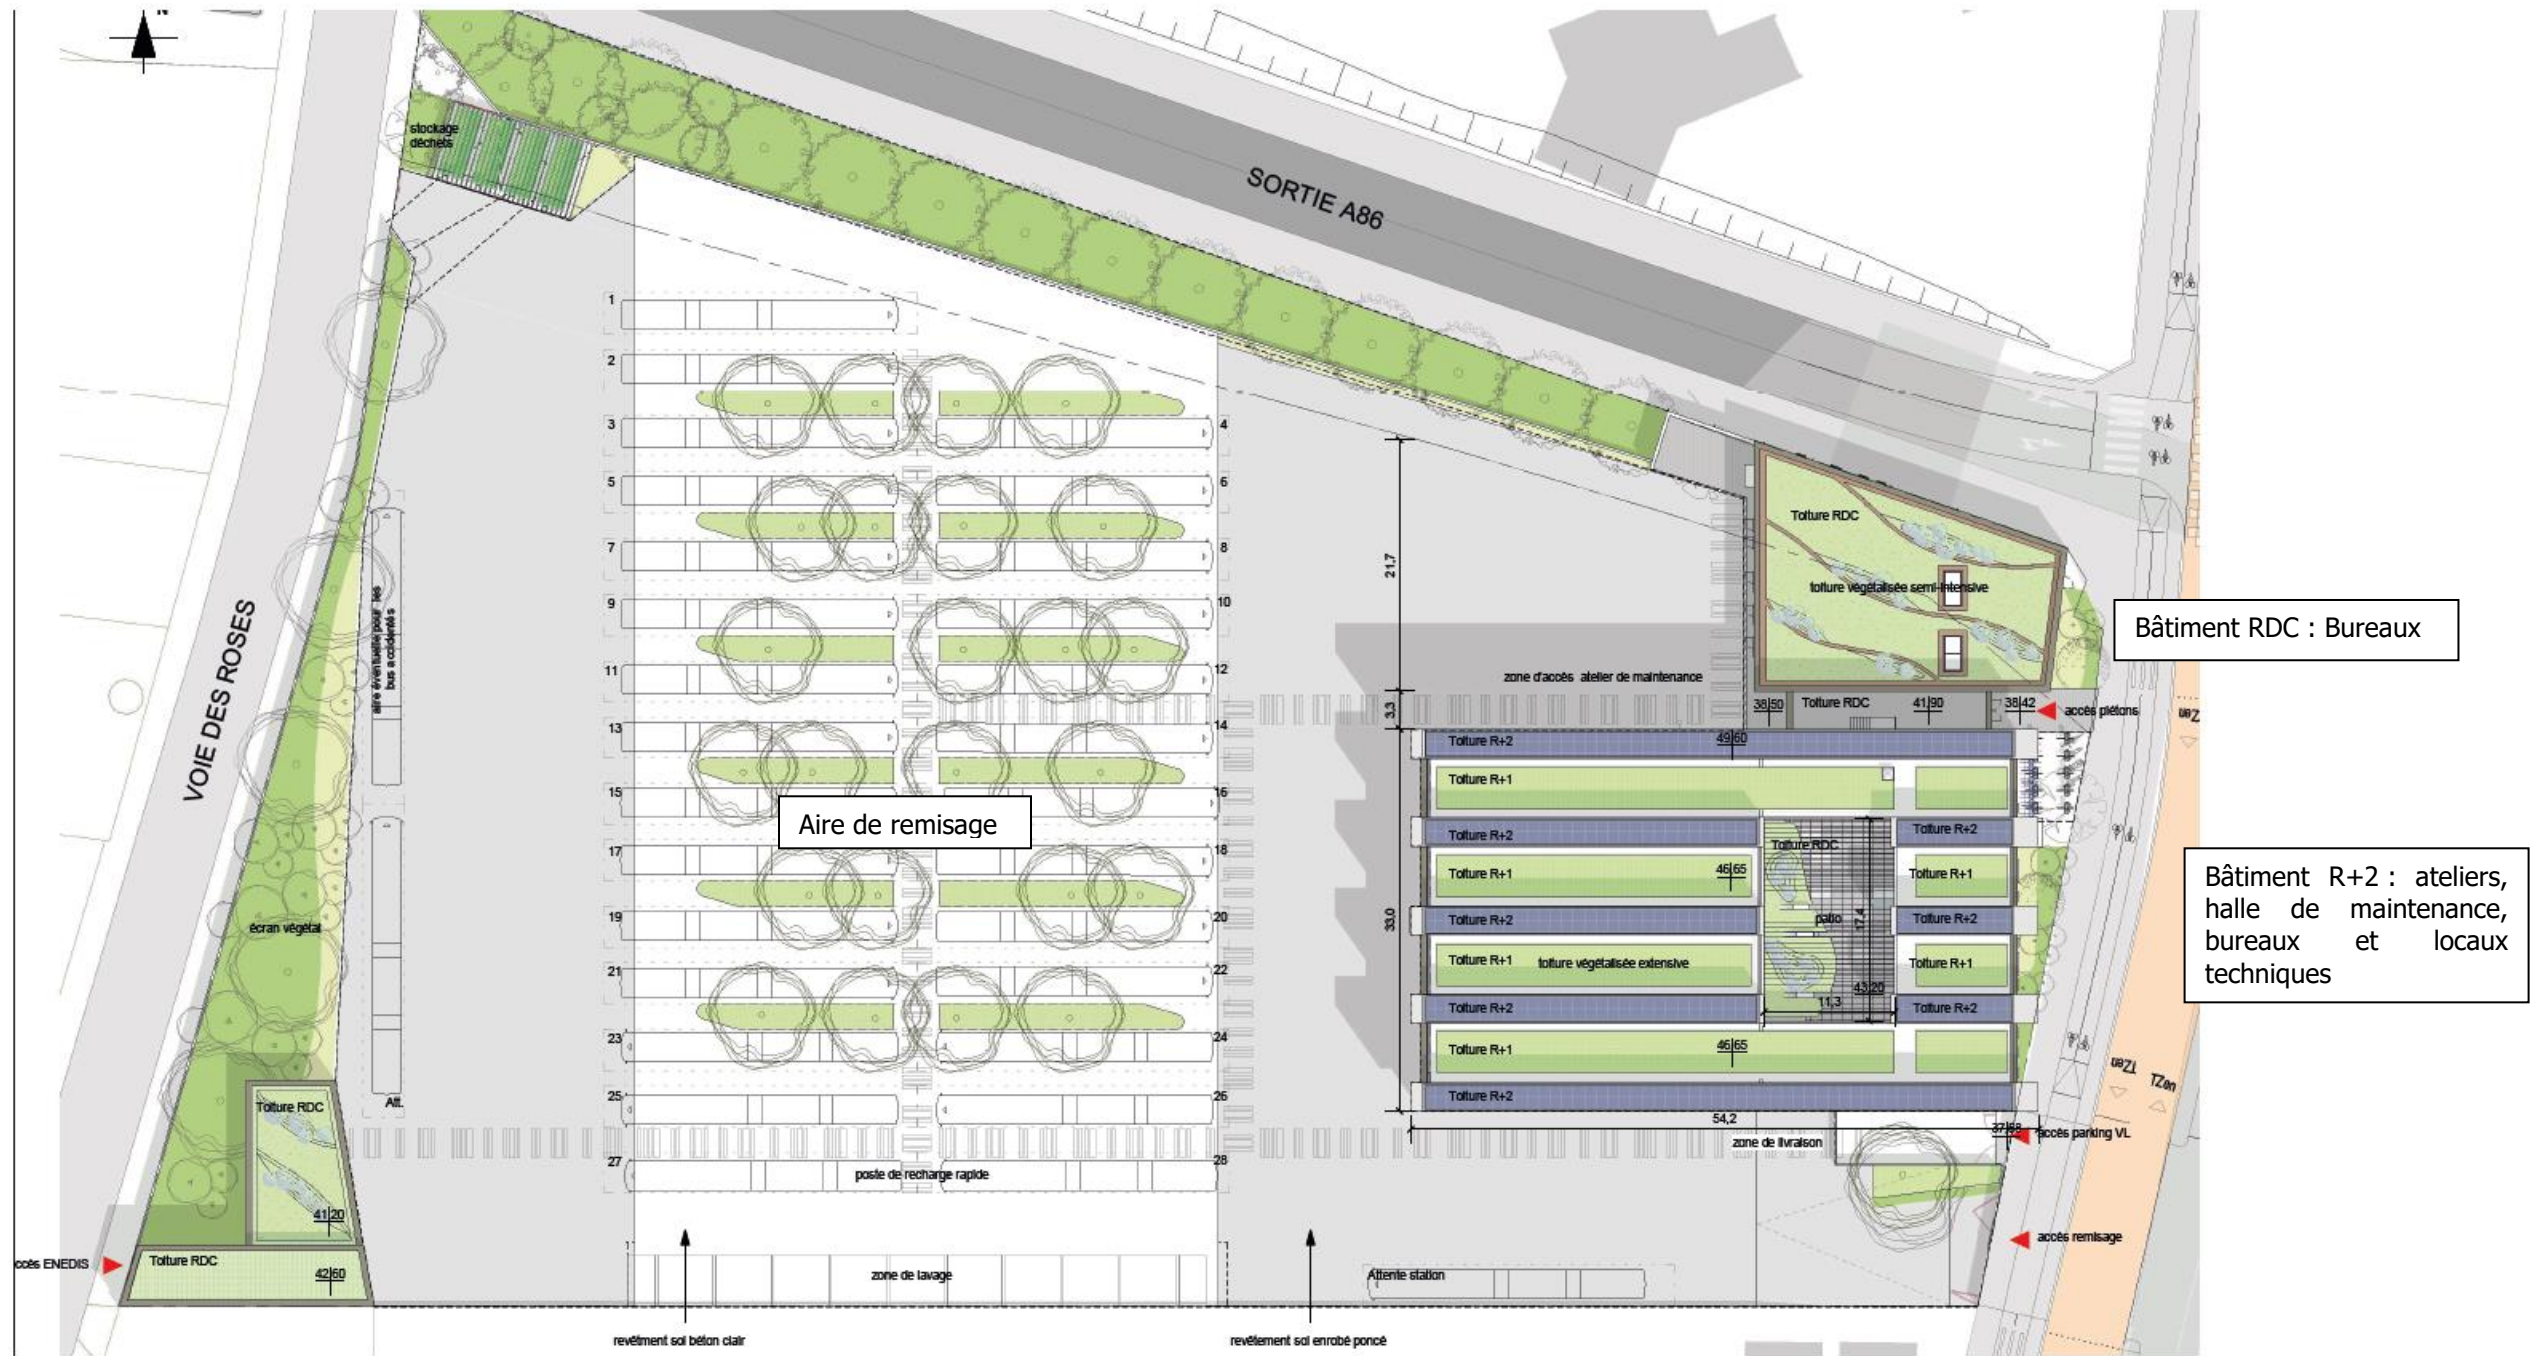 N
stockage
déchets
SORTIE A86
VOIE DES ROSES
1
2
3
4
5
6
7
8
9
10
11
12
13
14
15
16
17
18
19
20
21
22
23
24
25
26
27
28
aire éventuelle pour les
bus accidentés
Aire de remisage
écran végétal
Att.
Toiture RDC
41,20
accès ENEDIS
Toiture RDC
42,60
poste de recharge rapide
zone de lavage
revêtment sol béton clair
revêtement sol enrobé poncé
Attente station
21,7
3,3
33,0
zone d'accès atelier de maintenance
Toiture RDC
toiture végétalisée semi-intensive
38,50
Toiture RDC
41,90
38,42
accès piétons
Toiture R+2
49,60
Toiture R+1
Toiture R+2
Toiture RDC
Toiture R+2
Toiture R+1
46,65
Toiture R+1
Toiture R+2
patio
17,4
Toiture R+2
Toiture R+1
toiture végétalisée extensive
Toiture R+1
43,20
11,3
Toiture R+2
Toiture R+2
Toiture R+1
46,65
Toiture R+2
54,2
zone de livraison
accès parking VL
accès remisage
Bâtiment RDC : Bureaux
Bâtiment R+2 : ateliers,
halle de maintenance,
bureaux et locaux
techniques
TZen
TZen